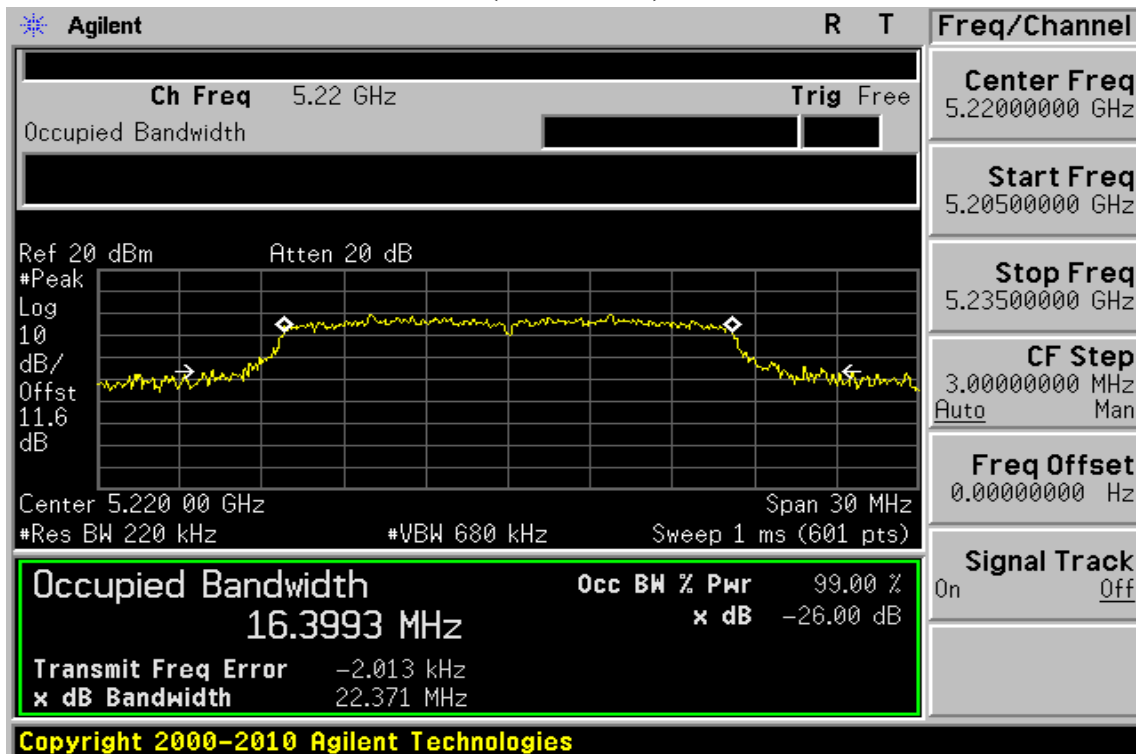 Agilent
R T
Freq/Channel
Ch Freq 5.22 GHz
Trig Free
Occupied Bandwidth
Center Freq
5.22000000 GHz
Start Freq
5.20500000 GHz
Stop Freq
5.23500000 GHz
CF Step
3.00000000 MHz
Auto Man
Freq Offset
0.00000000 Hz
Signal Track
On Off
Ref 20 dBm
Atten 20 dB
#Peak
Log
10
dB/
Offst
11.6
dB
Center 5.220 00 GHz
Span 30 MHz
#Res BW 220 kHz
#VBW 680 kHz
Sweep 1 ms (601 pts)
Occupied Bandwidth
16.3993 MHz
Occ BW % Pwr 99.00 %
x dB -26.00 dB
Transmit Freq Error -2.013 kHz
x dB Bandwidth 22.371 MHz
Copyright 2000-2010 Agilent Technologies